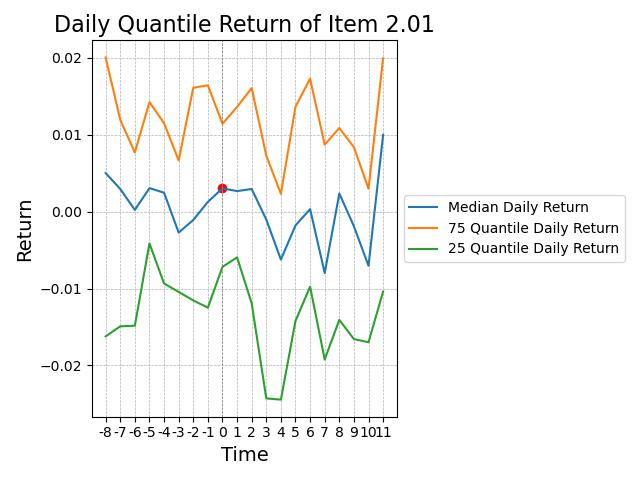 Daily Quantile Return of Item 2.01
0.02
0.01
0.00
−0.01
−0.02
Return
-8 -7 -6 -5 -4 -3 -2 -1 0 1 2 3 4 5 6 7 8 9 10 11
Time
Median Daily Return
75 Quantile Daily Return
25 Quantile Daily Return